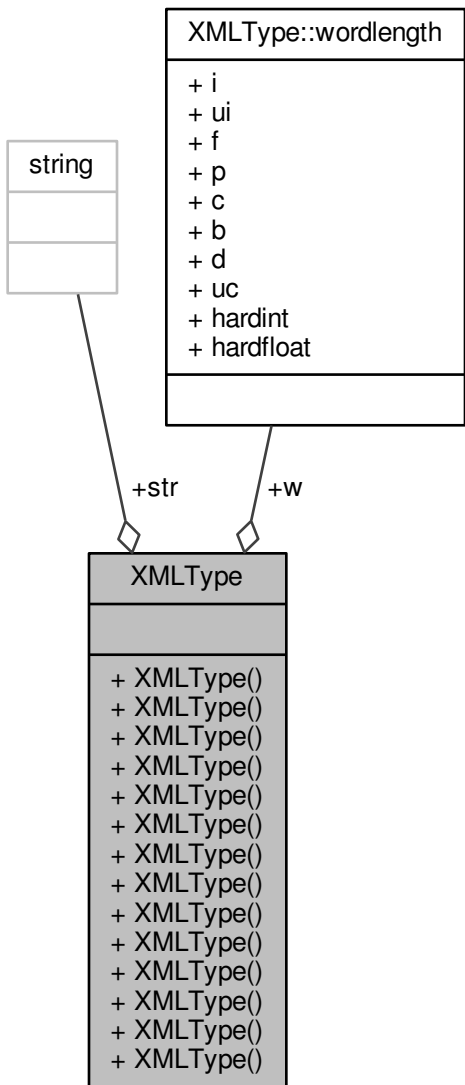 XMLType::wordlength
+ i
+ ui
+ f
+ p
+ c
+ b
+ d
+ uc
+ hardint
+ hardfloat
string
+str
+w
XMLType
+ XMLType()
+ XMLType()
+ XMLType()
+ XMLType()
+ XMLType()
+ XMLType()
+ XMLType()
+ XMLType()
+ XMLType()
+ XMLType()
+ XMLType()
+ XMLType()
+ XMLType()
+ XMLType()